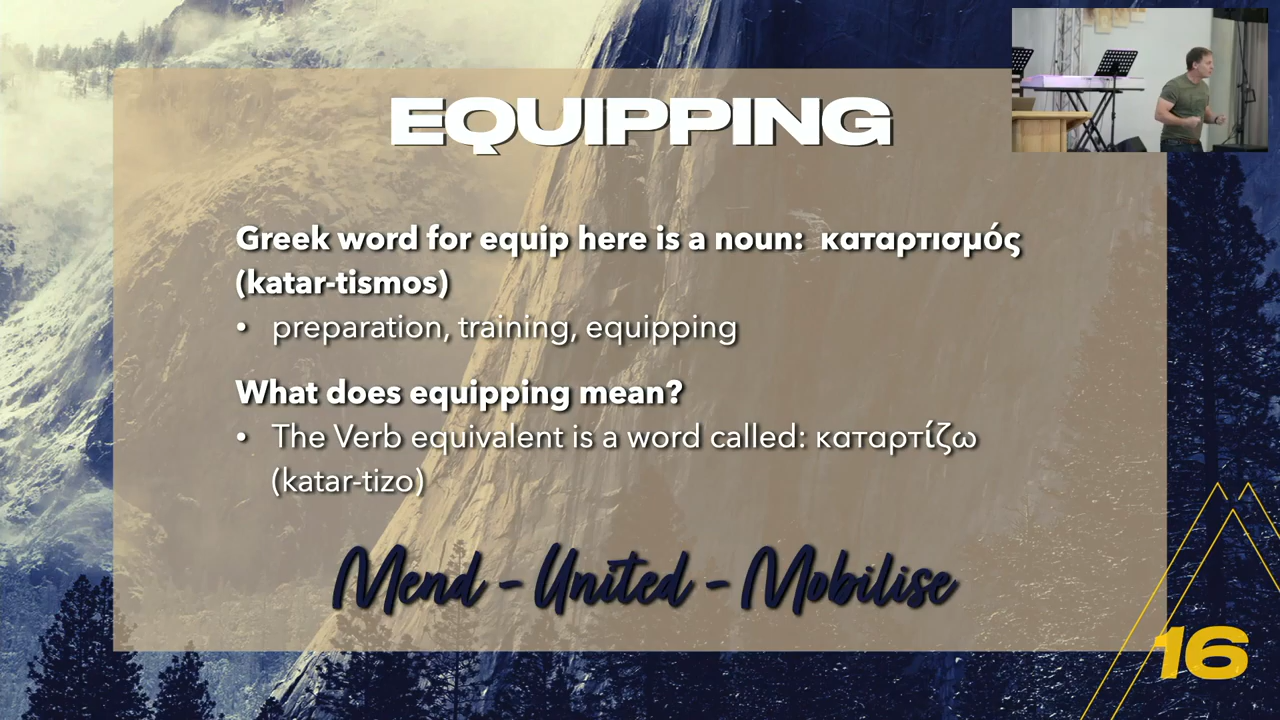 EQUIPPING
Greek word for equip here is a noun:  καταρτισμός
(katar-tismos)
• preparation, training, equipping
What does equipping mean?
• The Verb equivalent is a word called: καταρτίζω
(katar-tizo)
Mend - United - Mobilise
16